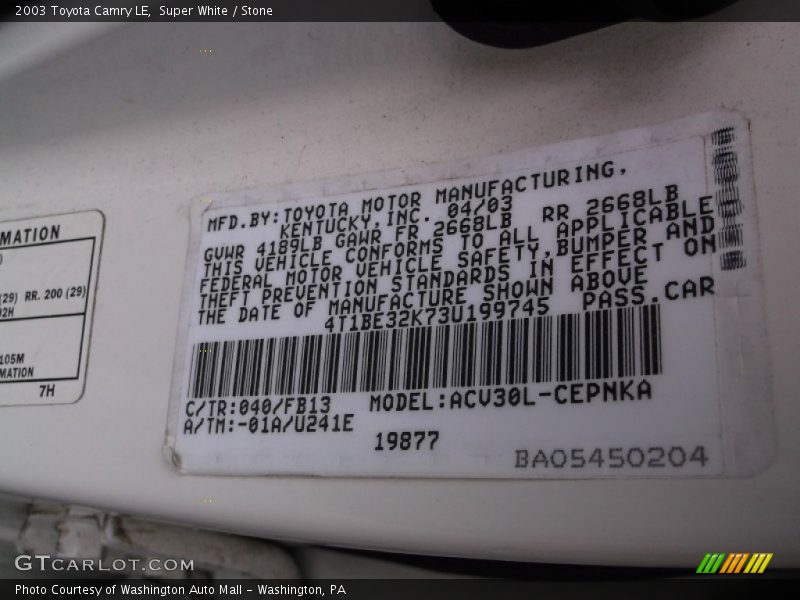 2003 Toyota Camry LE, Super White / Stone
MFD.BY:TOYOTA MOTOR MANUFACTURING,
KENTUCKY,INC. 04/03
GVWR 4189LB GAWR FR 2668LB RR 2668LB
THIS VEHICLE CONFORMS TO ALL APPLICABLE
FEDERAL MOTOR VEHICLE SAFETY,BUMPER AND
THEFT PREVENTION STANDARDS IN EFFECT ON
THE DATE OF MANUFACTURE SHOWN ABOVE
4T1BE32K73U199745 PASS.CAR
C/TR:040/FB13 MODEL:ACV30L-CEPNKA
A/TM:-01A/U241E
19877
BA05450204
MATION
(29) RR. 200 (29)
02H
105M
MATION
7H
GTCARLOT.COM
Photo Courtesy of Washington Auto Mall - Washington, PA